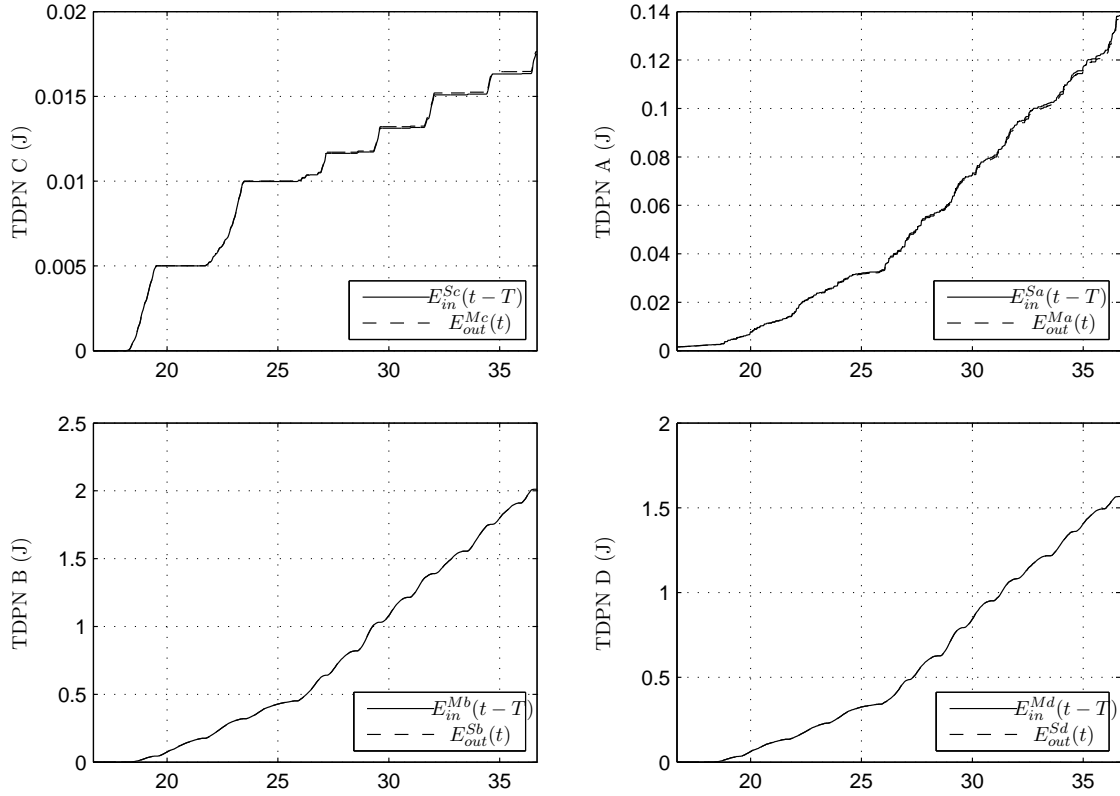 0.02
0.015
0.01
0.005
0
TDPN C (J)
E_{in}^{Sc}(t − T)
E_{out}^{Mc}(t)
20 25 30 35
0.14
0.12
0.1
0.08
0.06
0.04
0.02
0
TDPN A (J)
E_{in}^{Sa}(t − T)
E_{out}^{Ma}(t)
20 25 30 35
2.5
2
1.5
1
0.5
0
TDPN B (J)
E_{in}^{Mb}(t − T)
E_{out}^{Sb}(t)
20 25 30 35
2
1.5
1
0.5
0
TDPN D (J)
E_{in}^{Md}(t − T)
E_{out}^{Sd}(t)
20 25 30 35